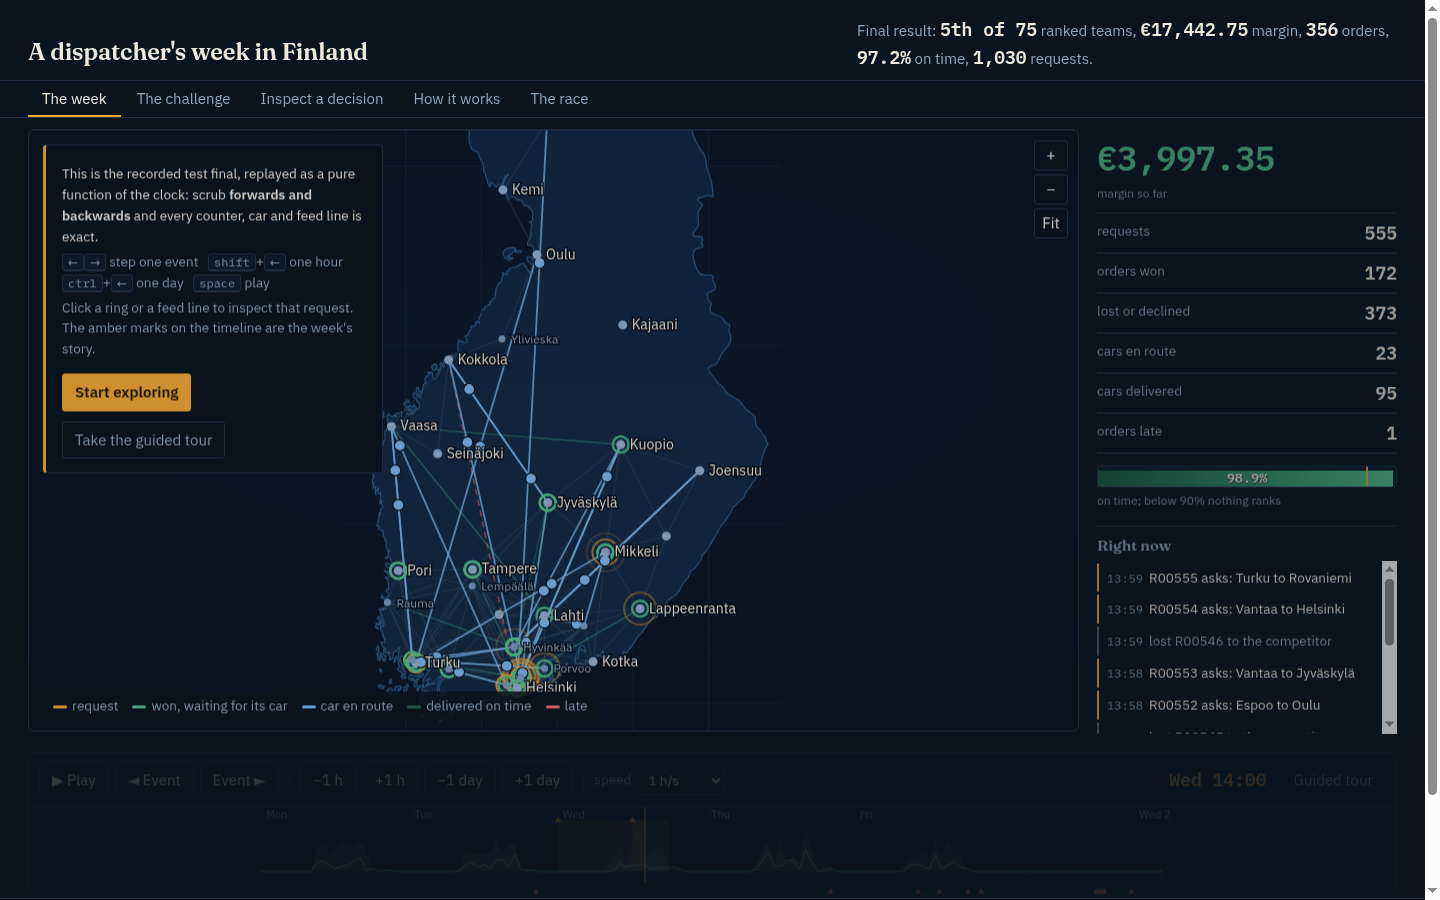 A dispatcher's week in Finland
Final result: 5th of 75 ranked teams, €17,442.75 margin, 356 orders,
97.2% on time, 1,030 requests.
The week
The challenge
Inspect a decision
How it works
The race
This is the recorded test final, replayed as a pure
function of the clock: scrub forwards and
backwards and every counter, car and feed line is
exact.
← → step one event shift+← one hour
ctrl+← one day space play
Click a ring or a feed line to inspect that request.
The amber marks on the timeline are the week's
story.
Start exploring
Take the guided tour
+
−
Fit
Kemi
Oulu
Kajaani
Ylivieska
Kokkola
Vaasa
Kuopio
Seinäjoki
Joensuu
Jyväskylä
Mikkeli
Pori
Tampere
Lempäälä
Rauma
Lahti
Lappeenranta
Hyvinkää
Turku
Porvoo
Kotka
Helsinki
request
won, waiting for its car
car en route
delivered on time
late
€3,997.35
margin so far
requests 555
orders won 172
lost or declined 373
cars en route 23
cars delivered 95
orders late 1
98.9%
on time; below 90% nothing ranks
Right now
13:59 R00555 asks: Turku to Rovaniemi
13:59 R00554 asks: Vantaa to Helsinki
13:59 lost R00546 to the competitor
13:58 R00553 asks: Vantaa to Jyväskylä
13:58 R00552 asks: Espoo to Oulu
▶ Play
◄ Event
Event ►
−1 h
+1 h
−1 day
+1 day
speed
1 h/s
Wed 14:00
Guided tour
Mon
Tue
Wed
Thu
Fri
Wed 2